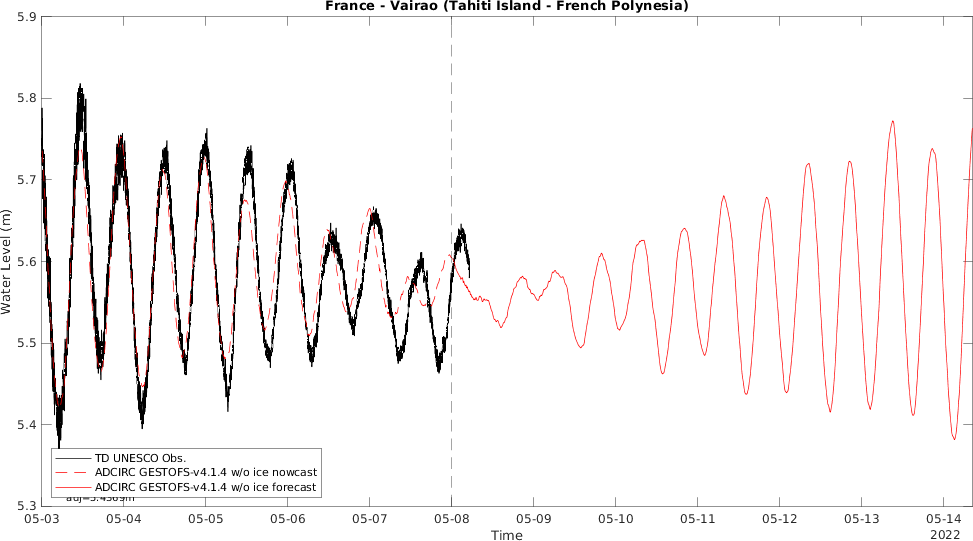 France - Vairao (Tahiti Island - French Polynesia)
5.9
5.8
5.7
5.6
5.5
5.4
5.3
Water Level (m)
TD UNESCO Obs.
ADCIRC GESTOFS-v4.1.4 w/o ice nowcast
ADCIRC GESTOFS-v4.1.4 w/o ice forecast
05-03 05-04 05-05 05-06 05-07 05-08 05-09 05-10 05-11 05-12 05-13 05-14
2022
Time